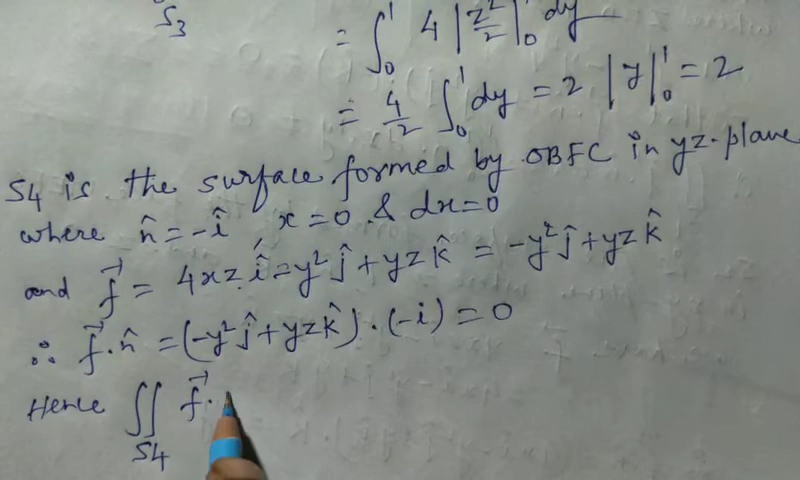 S3
= ∫₀¹ 4 |z²/2|₀¹ dy
= 4/2 ∫₀¹ dy = 2 |y|₀¹ = 2
S4 is the surface formed by OBFC in yz-plane
where n̂ = -î, x=0 & dx=0
and f⃗ = 4xz î - y² ĵ + yz k̂ = -y² ĵ + yz k̂
∴ f⃗·n̂ = (-y² ĵ + yz k̂)·(-i) = 0
Hence ∬ f⃗.
S4